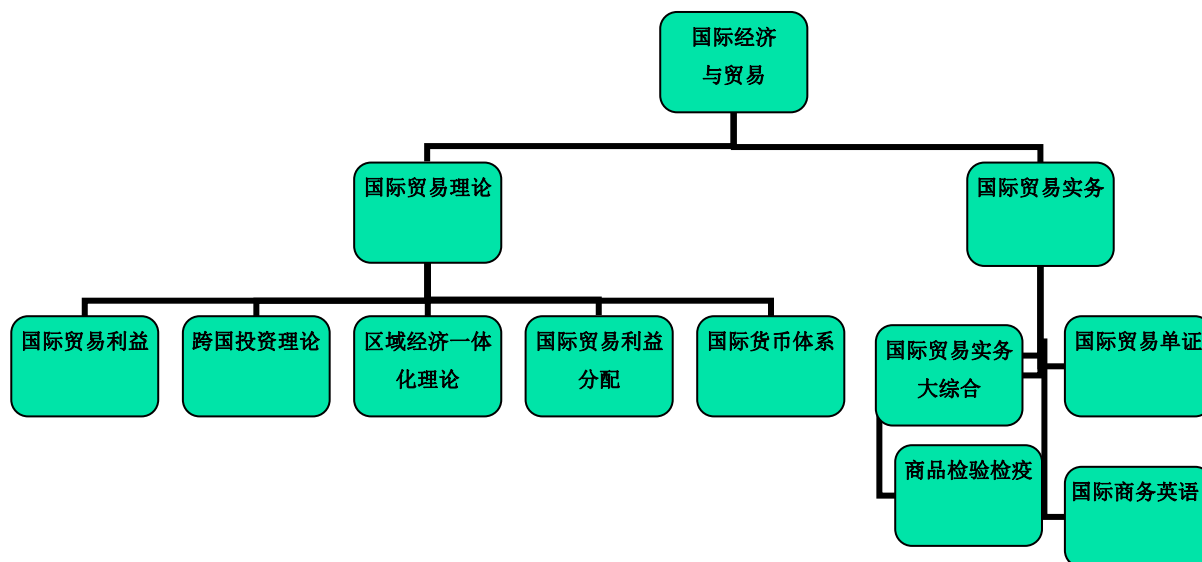 国际经济
与贸易
国际贸易理论
国际贸易实务
国际贸易利益
跨国投资理论
区域经济一体
化理论
国际贸易利益
分配
国际货币体系
国际贸易实务
大综合
国际贸易单证
商品检验检疫
国际商务英语